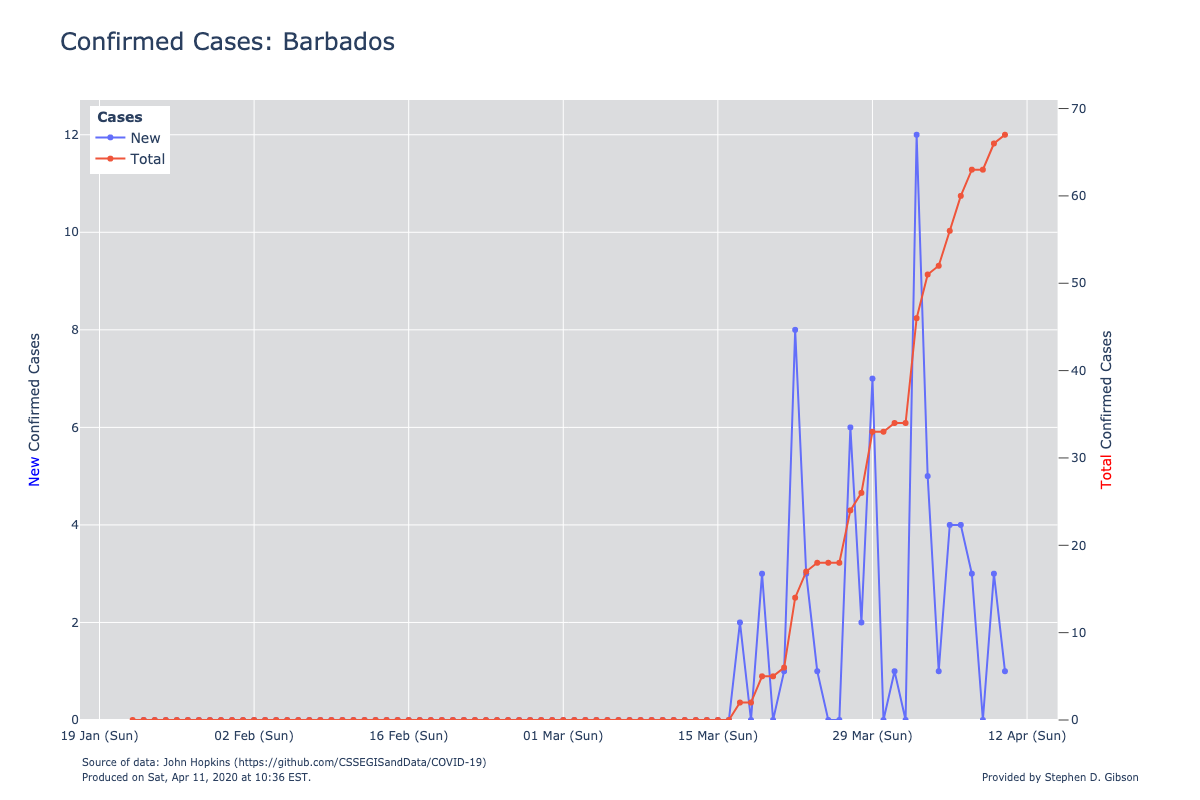 Confirmed Cases: Barbados
Cases
New
Total
12
10
8
6
4
2
0
70
60
50
40
30
20
10
0
New Confirmed Cases
Total Confirmed Cases
19 Jan (Sun)
02 Feb (Sun)
16 Feb (Sun)
01 Mar (Sun)
15 Mar (Sun)
29 Mar (Sun)
12 Apr (Sun)
Source of data: John Hopkins (https://github.com/CSSEGISandData/COVID-19)
Produced on Sat, Apr 11, 2020 at 10:36 EST.
Provided by Stephen D. Gibson